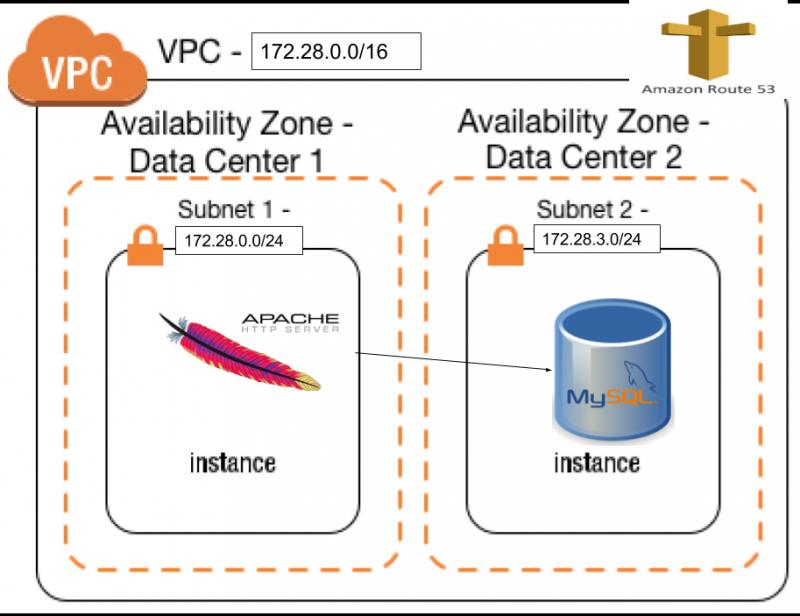 VPC
VPC - 172.28.0.0/16
Amazon Route 53
Availability Zone -
Data Center 1
Availability Zone -
Data Center 2
Subnet 1 -
172.28.0.0/24
Subnet 2 -
172.28.3.0/24
APACHE
HTTP SERVER
MySQL
instance
instance